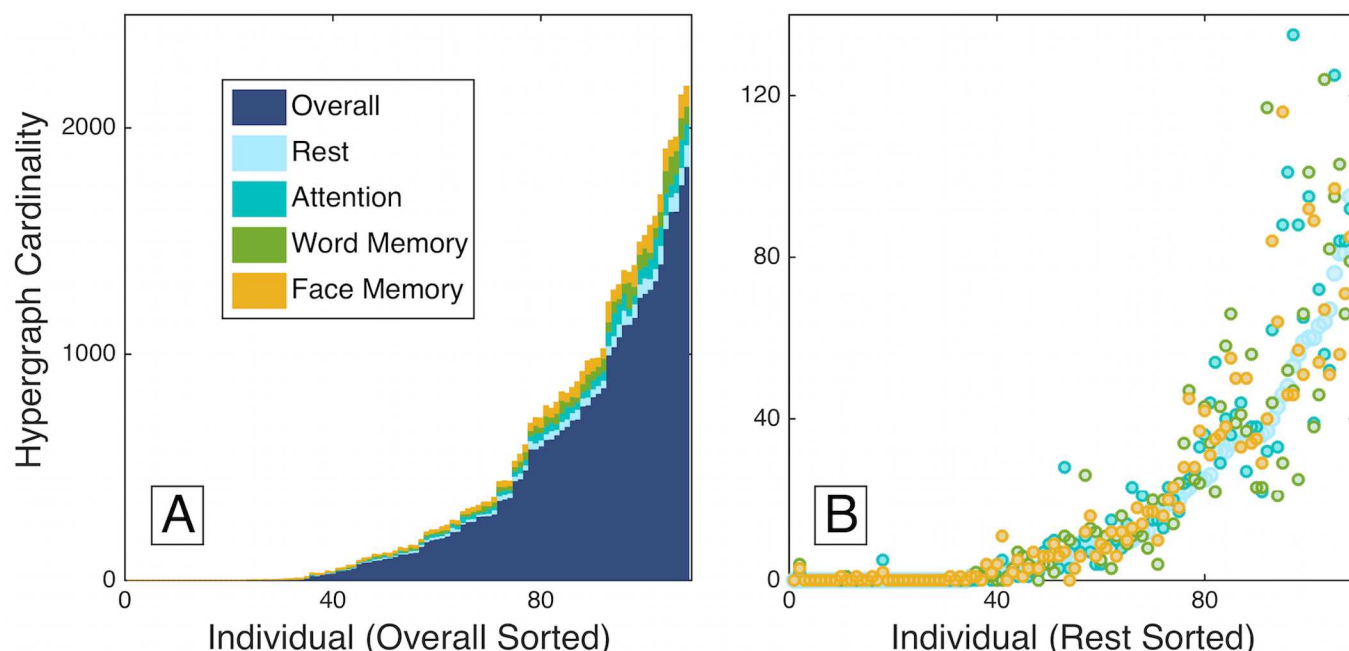 Hypergraph Cardinality
2000
1000
0
Overall
Rest
Attention
Word Memory
Face Memory
A
0
40
80
Individual (Overall Sorted)
120
80
40
0
B
0
40
80
Individual (Rest Sorted)